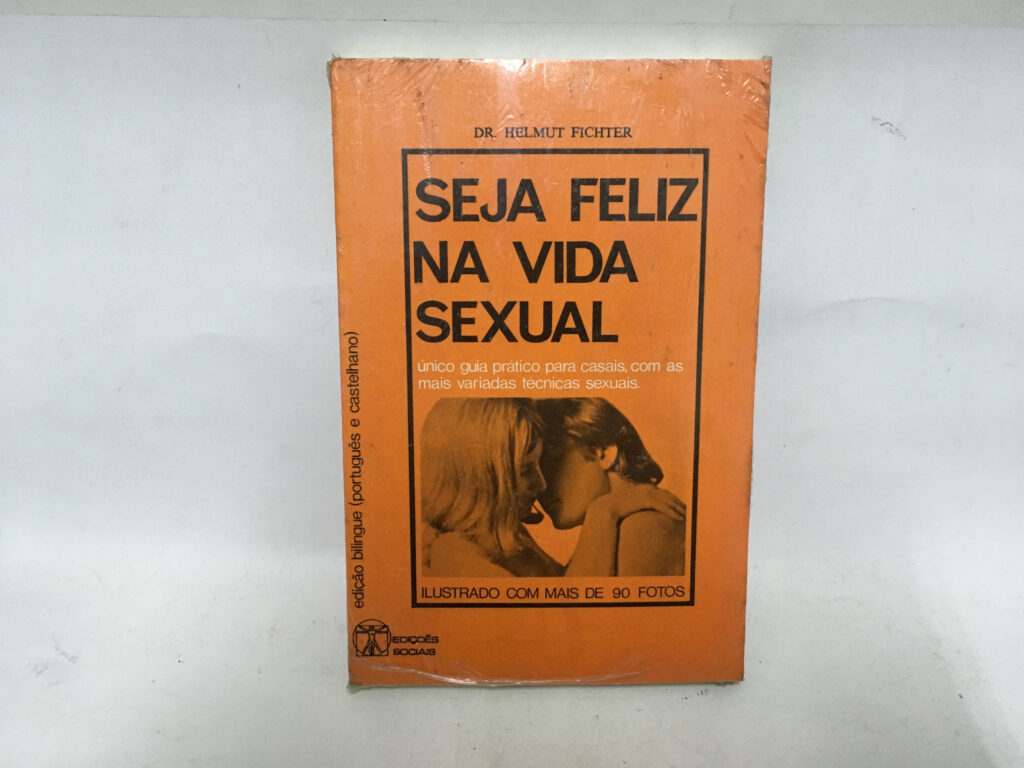 DR. HELMUT FICHTER
SEJA FELIZ
NA VIDA
SEXUAL
único guia prático para casais, com as
mais variadas técnicas sexuais.
ILUSTRADO COM MAIS DE 90 FOTOS
edição bilingue (português e castelhano)
EDIÇÕES
SOCIAIS